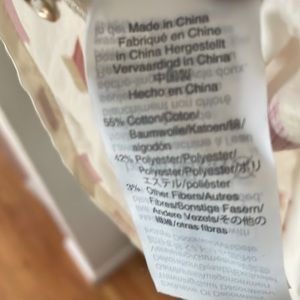 Made in China
Fabriqué en Chine
in China Hergestellt
Vervaardigd in China
中国製
Hecho en China
55% Cotton/Coton/
Baumwolle/Katoen/綿/
algodón
42% Polyester/Polyester/
Polyester/Polyester/ポリ
エステル/poliéster
3% Other Fibers/Autres
Fibres/Sonstige Fasern/
Andere Vezels/その他の
繊維/otras fibras